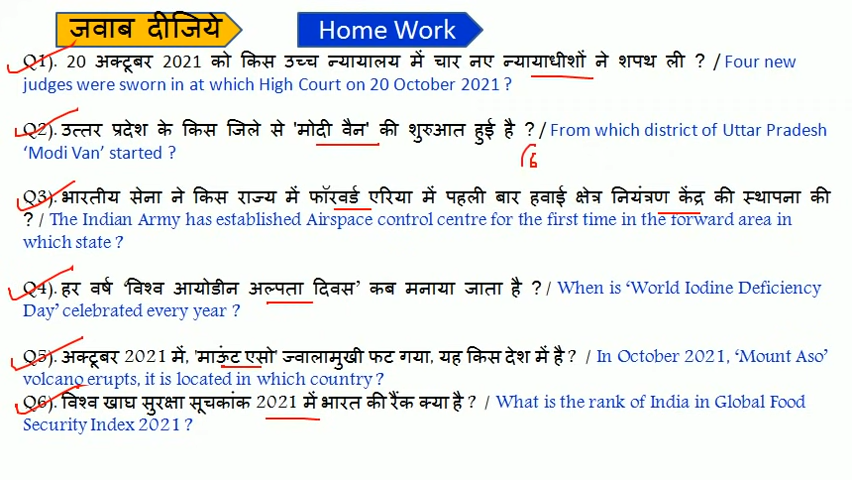 जवाब दीजिये
Home Work
Q1). 20 अक्टूबर 2021 को किस उच्च न्यायालय में चार नए न्यायाधीशों ने शपथ ली ? / Four new
judges were sworn in at which High Court on 20 October 2021 ?
Q2). उत्तर प्रदेश के किस जिले से 'मोदी वैन' की शुरुआत हुई है ? / From which district of Uttar Pradesh
‘Modi Van’ started ?
Q3). भारतीय सेना ने किस राज्य में फॉरवर्ड एरिया में पहली बार हवाई क्षेत्र नियंत्रण केंद्र की स्थापना की
? / The Indian Army has established Airspace control centre for the first time in the forward area in
which state ?
Q4). हर वर्ष ‘विश्व आयोडीन अल्पता दिवस’ कब मनाया जाता है ? / When is ‘World Iodine Deficiency
Day’ celebrated every year ?
Q5). अक्टूबर 2021 में, 'माऊंट एसो' ज्वालामुखी फट गया, यह किस देश में है ? / In October 2021, ‘Mount Aso’
volcano erupts, it is located in which country ?
Q6). विश्व खाघ सुरक्षा सूचकांक 2021 में भारत की रैंक क्या है ? / What is the rank of India in Global Food
Security Index 2021 ?